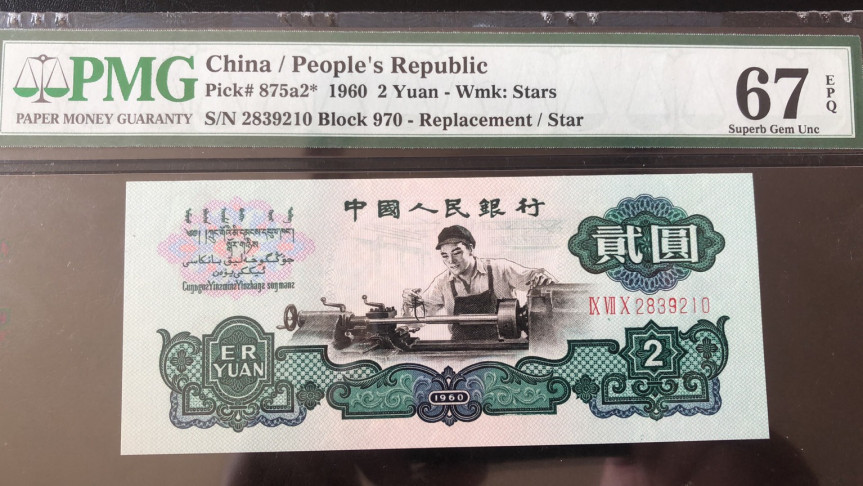 PMG
PAPER MONEY GUARANTY
China / People's Republic
Pick# 875a2* 1960 2 Yuan - Wmk: Stars
S/N 2839210 Block 970 - Replacement / Star
67
EPQ
Superb Gem Unc
中國人民銀行
貳圓
IX VII X 2839210
ER
YUAN
2
1960